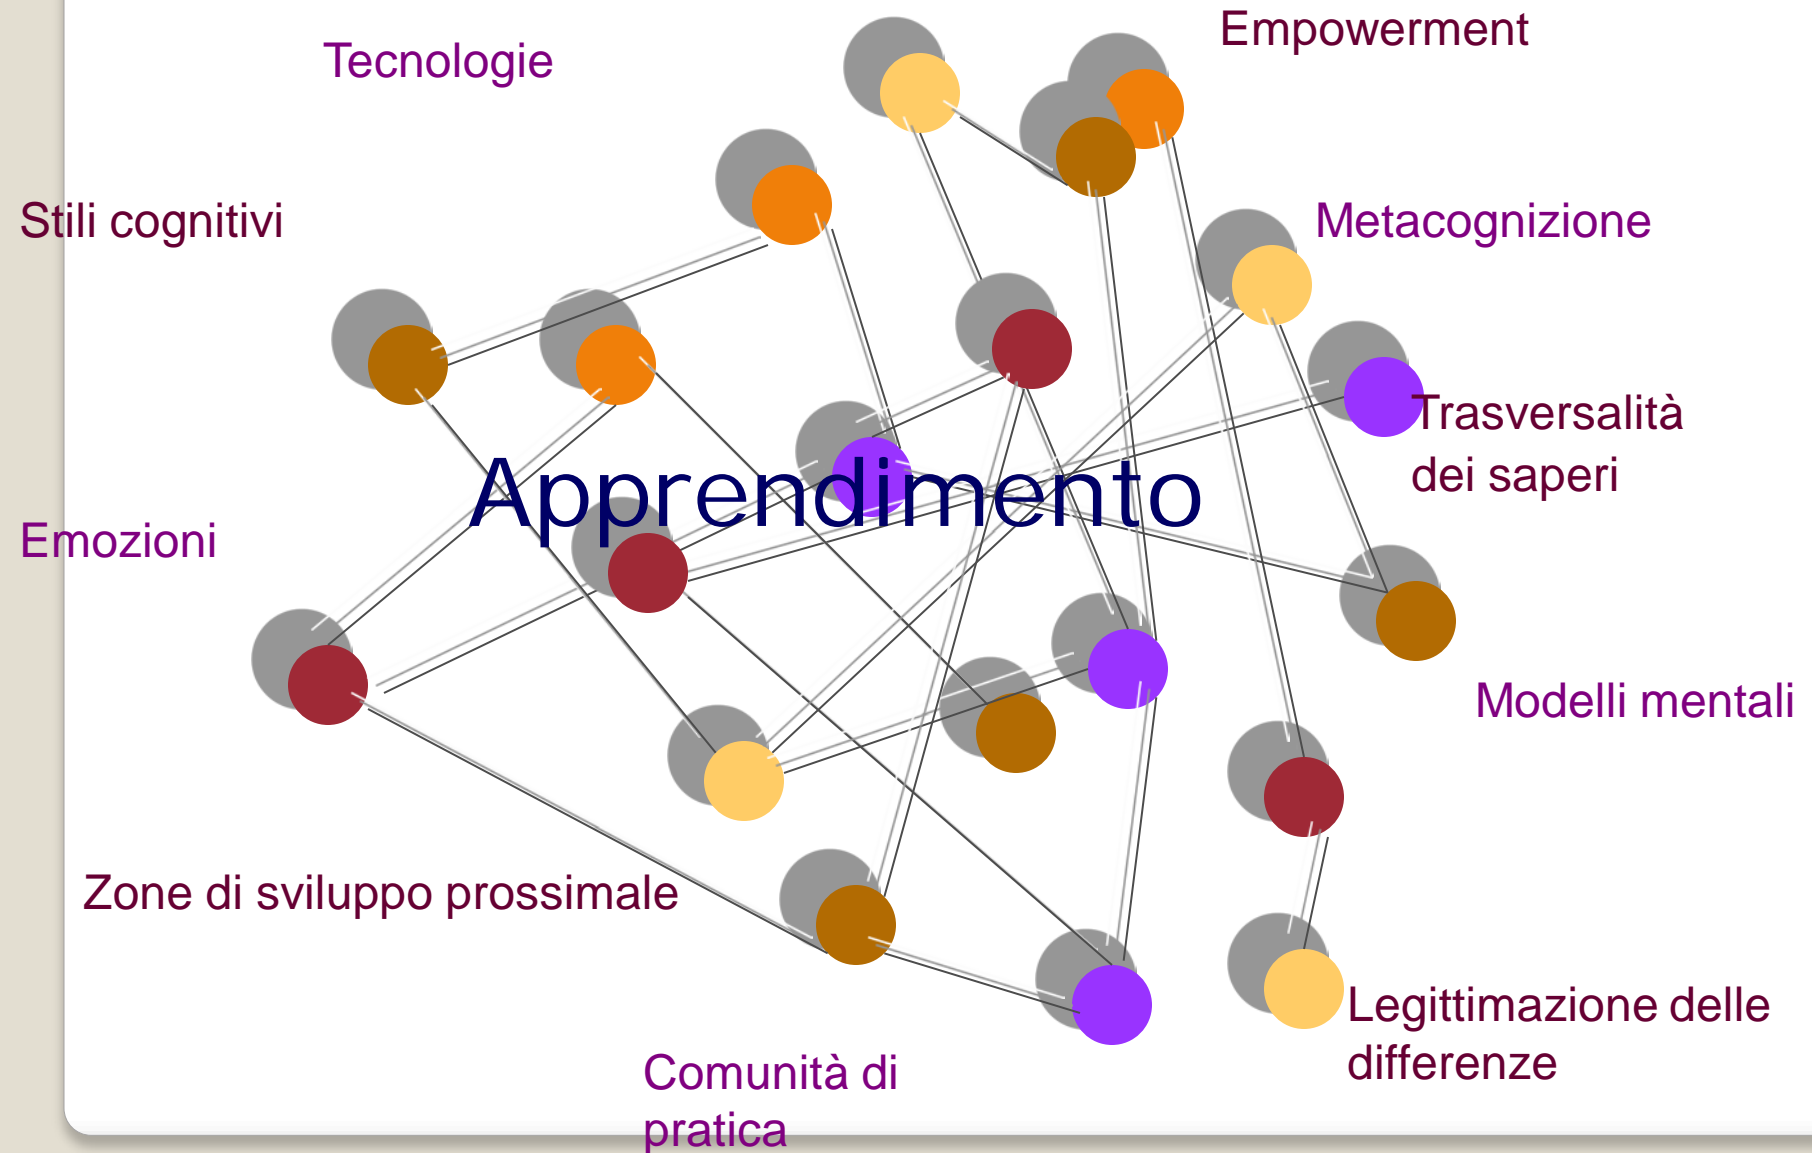 Empowerment
Tecnologie
Stili cognitivi
Metacognizione
Trasversalità
dei saperi
Apprendimento
Emozioni
Modelli mentali
Zone di sviluppo prossimale
Legittimazione delle
differenze
Comunità di
pratica